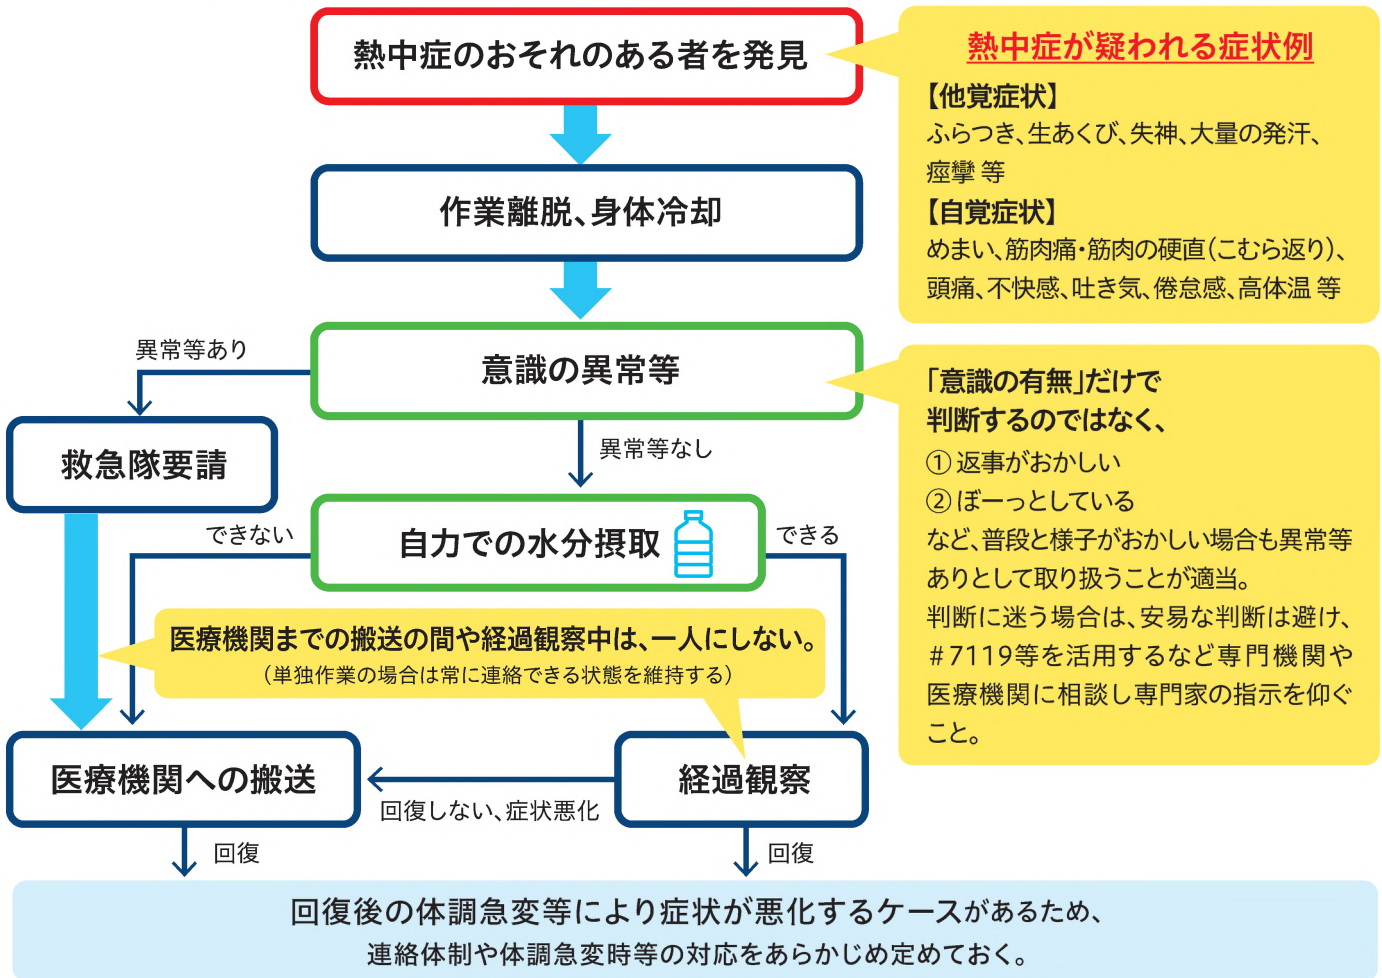 熱中症のおそれのある者を発見
熱中症が疑われる症状例
【他覚症状】
ふらつき、生あくび、失神、大量の発汗、
痙攣 等
【自覚症状】
めまい、筋肉痛・筋肉の硬直（こむら返り）、
頭痛、不快感、吐き気、倦怠感、高体温 等
作業離脱、身体冷却
意識の異常等
異常等あり
異常等なし
「意識の有無」だけで
判断するのではなく、
① 返事がおかしい
② ぼーっとしている
など、普段と様子がおかしい場合も異常等
ありとして取り扱うことが適当。
判断に迷う場合は、安易な判断は避け、
＃7119等を活用するなど専門機関や
医療機関に相談し専門家の指示を仰ぐ
こと。
救急隊要請
自力での水分摂取
できない
できる
医療機関までの搬送の間や経過観察中は、一人にしない。
（単独作業の場合は常に連絡できる状態を維持する）
医療機関への搬送
経過観察
回復しない、症状悪化
回復
回復
回復後の体調急変等により症状が悪化するケースがあるため、
連絡体制や体調急変時等の対応をあらかじめ定めておく。